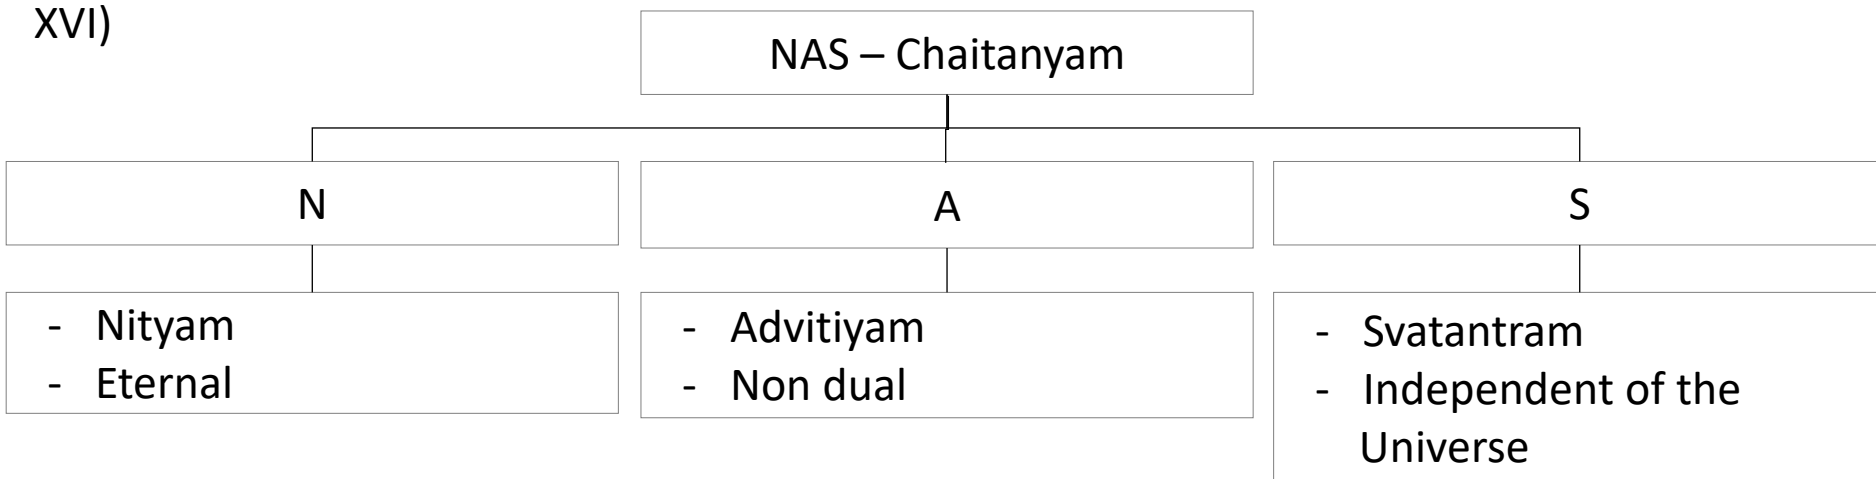 XVI)
NAS – Chaitanyam
N
A
S
- Nityam
- Eternal
- Advitiyam
- Non dual
- Svatantram
- Independent of the
Universe